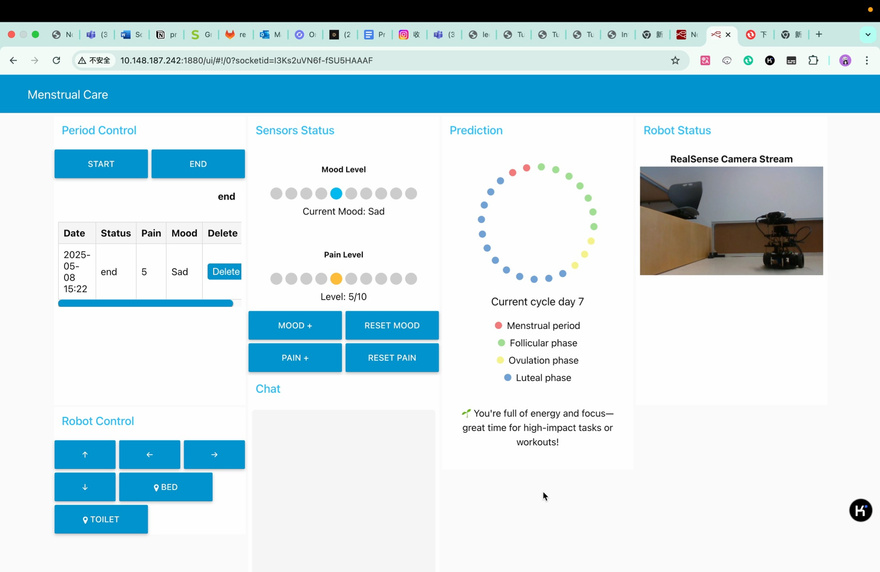 不安全
10.148.187.242:1880/ui/#!/0?socketid=I3Ks2uVN6f-fSU5HAAAF
Menstrual Care
Period Control
START
END
end
Date Status Pain Mood Delete
2025-
05-
08
15:22
end
5
Sad
Delete
Robot Control
↑
←
→
↓
BED
TOILET
Sensors Status
Mood Level
Current Mood: Sad
Pain Level
Level: 5/10
MOOD +
RESET MOOD
PAIN +
RESET PAIN
Chat
Prediction
Current cycle day 7
Menstrual period
Follicular phase
Ovulation phase
Luteal phase
🌱 You're full of energy and focus—
great time for high-impact tasks or
workouts!
Robot Status
RealSense Camera Stream